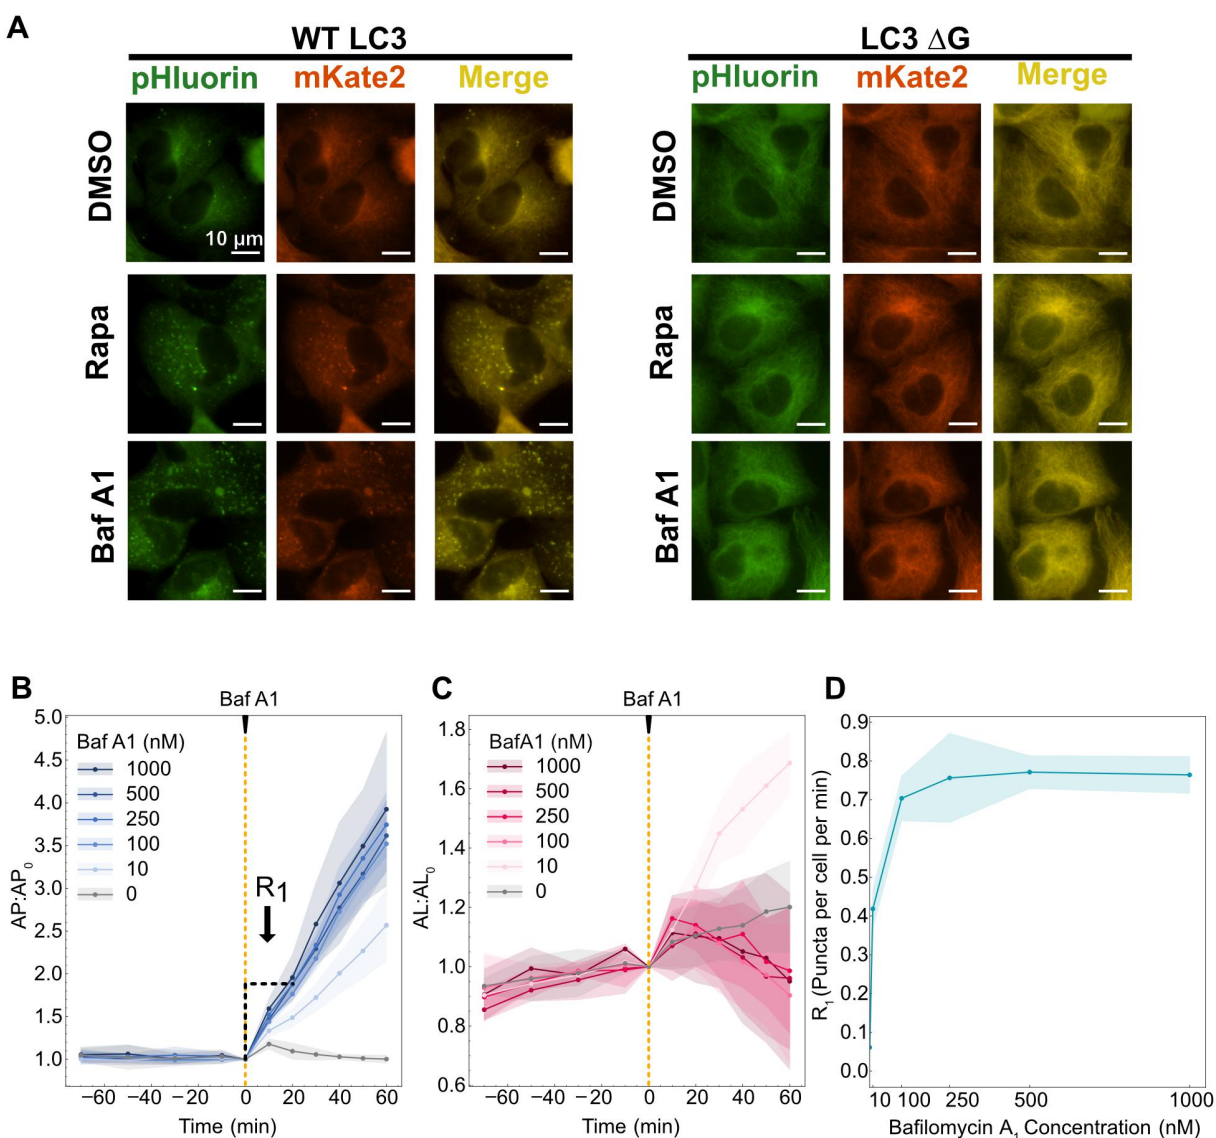 A
WT LC3
LC3 ΔG
pHluorin mKate2 Merge
pHluorin mKate2 Merge
DMSO
10 µm
DMSO
Rapa
Rapa
Baf A1
Baf A1
B
Baf A1
AP:AP0
5.0
4.5
4.0
3.5
3.0
2.5
2.0
1.5
1.0
Baf A1 (nM)
1000
500
250
100
10
0
R1
−60 −40 −20 0 20 40 60
Time (min)
C
Baf A1
AL:AL0
1.8
1.6
1.4
1.2
1.0
0.8
0.6
BafA1 (nM)
1000
500
250
100
10
0
−60 −40 −20 0 20 40 60
Time (min)
D
R1 (Puncta per cell per min)
0.9
0.7
0.8
0.5
0.4
0.2
0.3
0.1
0.0
10 100 250 500 1000
Bafilomycin A1 Concentration (nM)